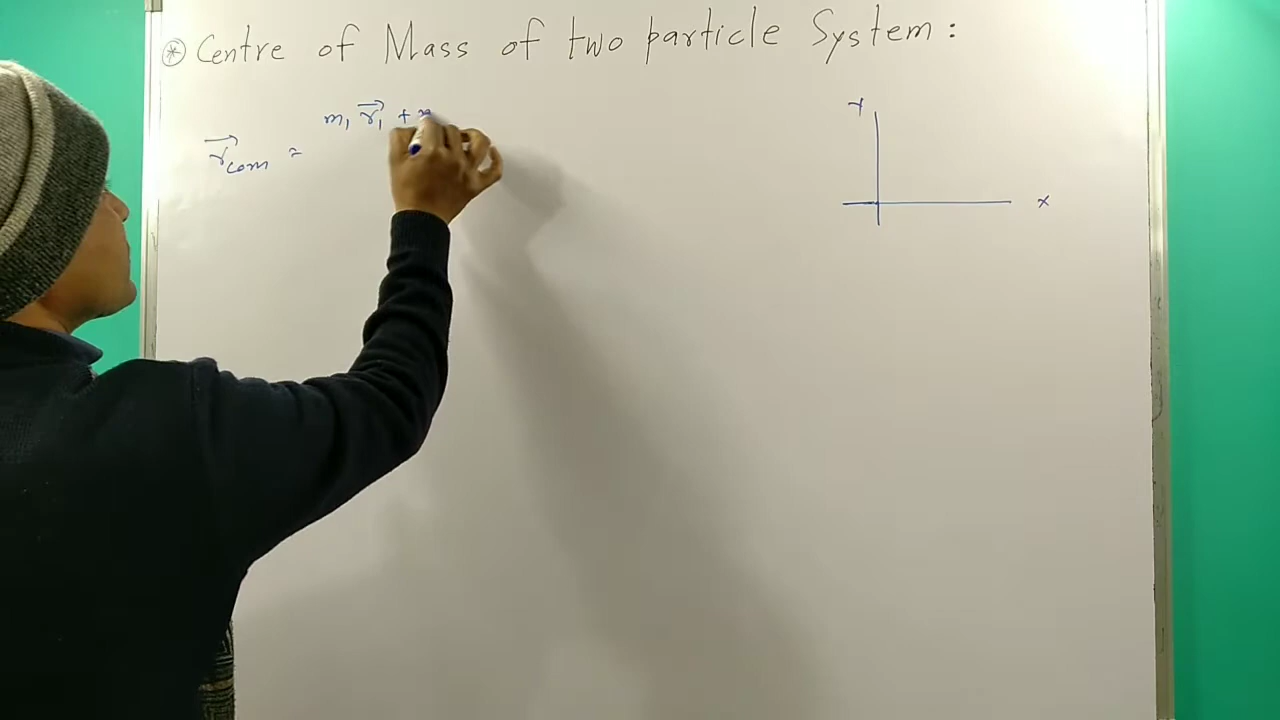 ⊛ Centre of Mass of two particle System:
m₁ r⃗₁ +
r⃗com =
Y
x